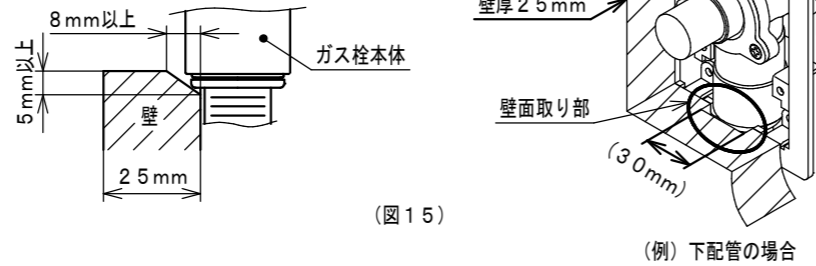 8mm以上
5mm以上
ガス栓本体
壁
25mm
(図15)
壁厚25mm
壁面取り部
(30mm)
(例) 下配管の場合